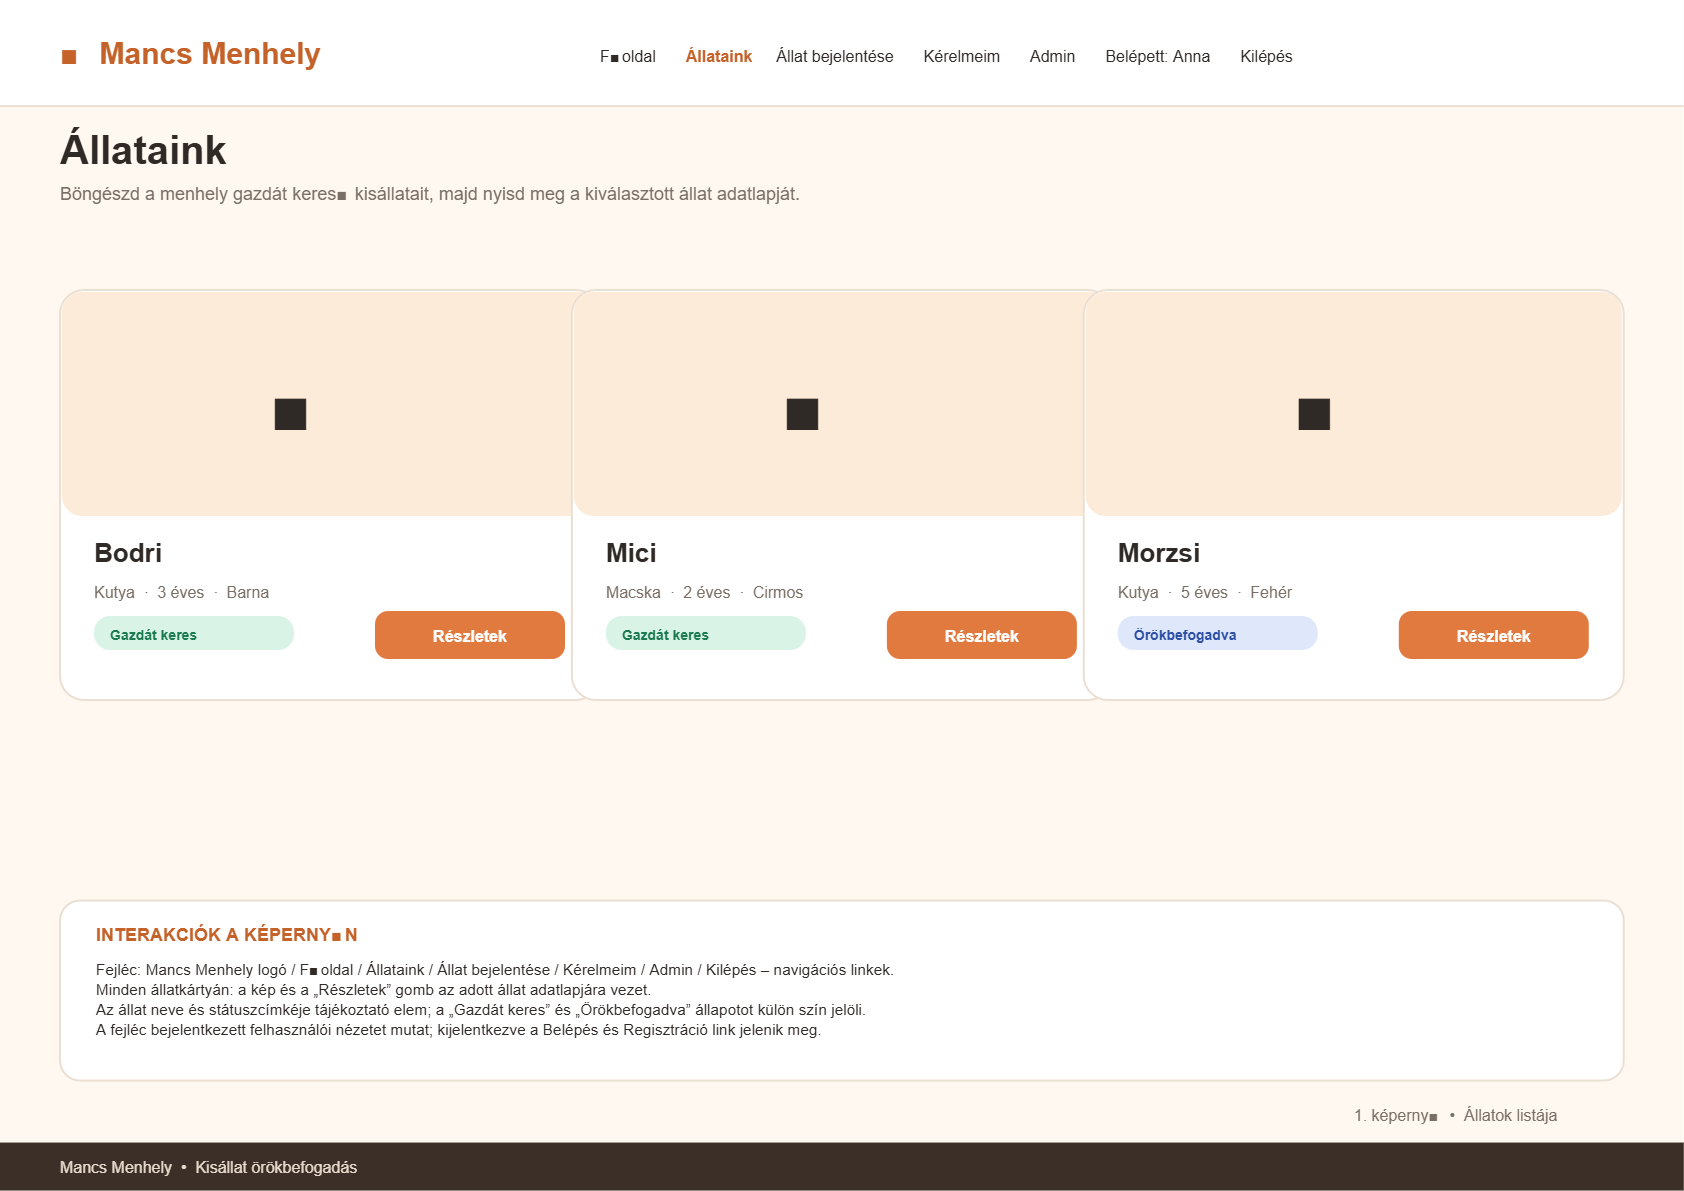 ■ Mancs Menhely
F■oldal Állataink Állat bejelentése Kérelmeim Admin Belépett: Anna Kilépés
Állataink
Böngészd a menhely gazdát keres■ kisállatait, majd nyisd meg a kiválasztott állat adatlapját.
■ ■ ■
Bodri
Kutya · 3 éves · Barna
Gazdát keres
Részletek
Mici
Macska · 2 éves · Cirmos
Gazdát keres
Részletek
Morzsi
Kutya · 5 éves · Fehér
Örökbefogadva
Részletek
INTERAKCIÓK A KÉPERNY■N
Fejléc: Mancs Menhely logó / F■oldal / Állataink / Állat bejelentése / Kérelmeim / Admin / Kilépés – navigációs linkek.
Minden állatkártyán: a kép és a „Részletek” gomb az adott állat adatlapjára vezet.
Az állat neve és státuszcímkéje tájékoztató elem; a „Gazdát keres” és „Örökbefogadva” állapotot külön szín jelöli.
A fejléc bejelentkezett felhasználói nézetet mutat; kijelentkezve a Belépés és Regisztráció link jelenik meg.
1. képerny■ • Állatok listája
Mancs Menhely • Kisállat örökbefogadás